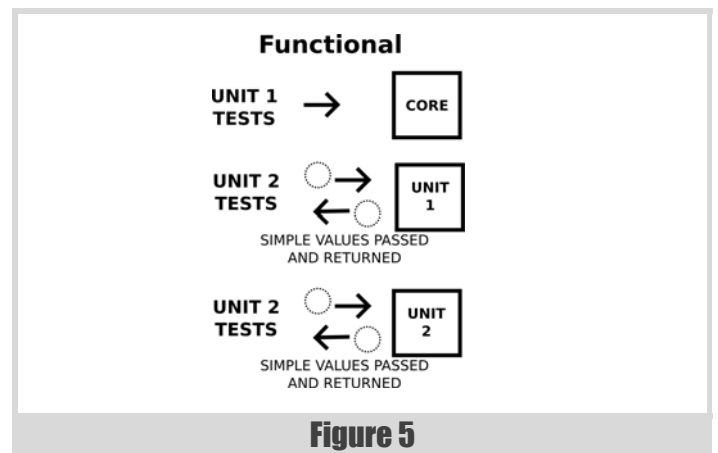 Functional
UNIT 1
TESTS
CORE
UNIT 2
TESTS
UNIT
1
SIMPLE VALUES PASSED
AND RETURNED
UNIT 2
TESTS
UNIT
2
SIMPLE VALUES PASSED
AND RETURNED
Figure 5